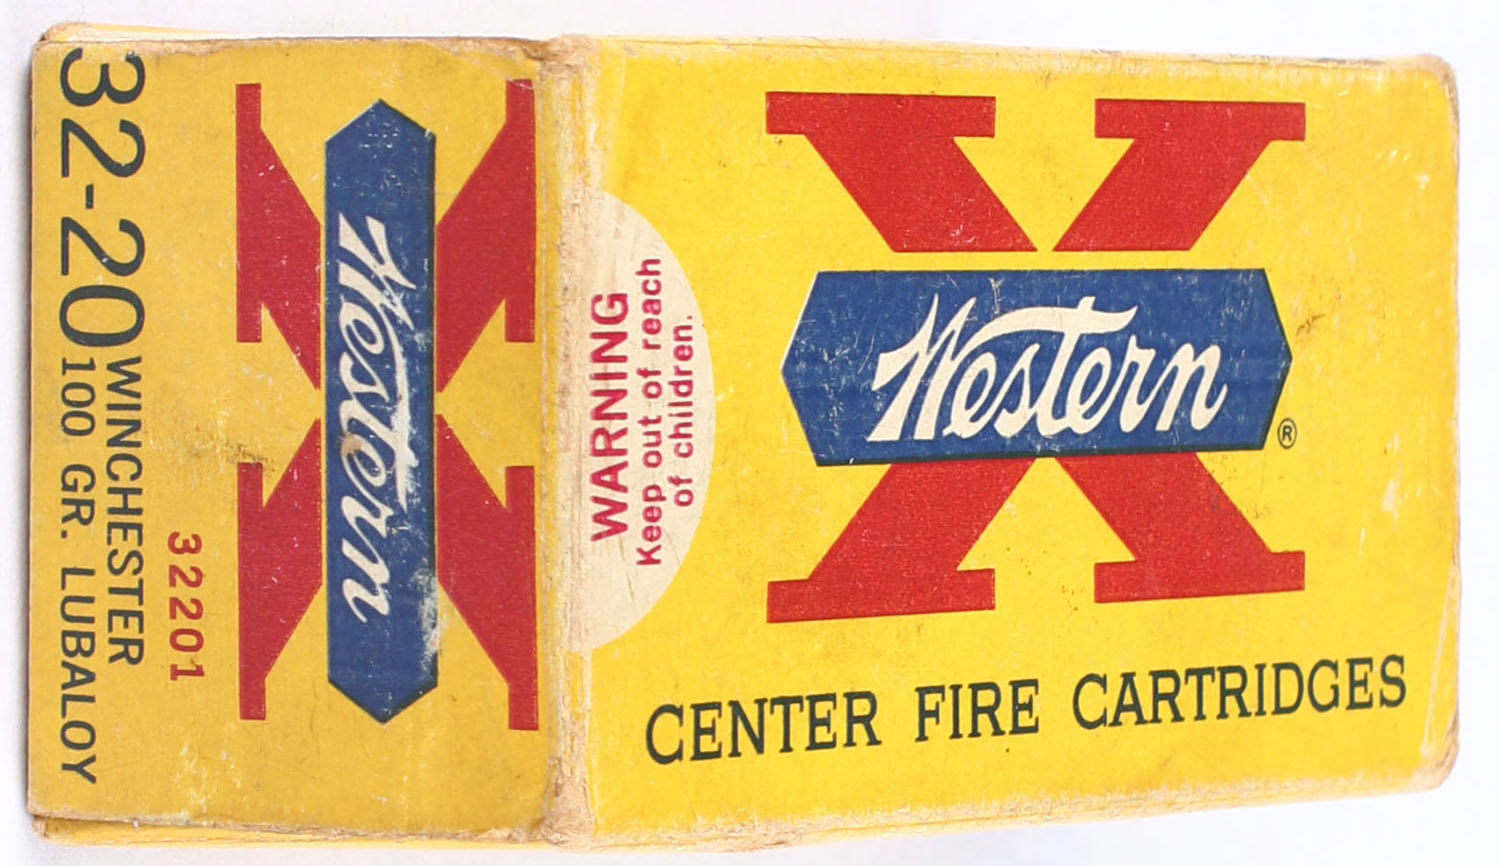 Western
®
CENTER FIRE CARTRIDGES
WARNING
Keep out of reach
of children.
Western
32201
32-20 WINCHESTER
100 GR. LUBALOY